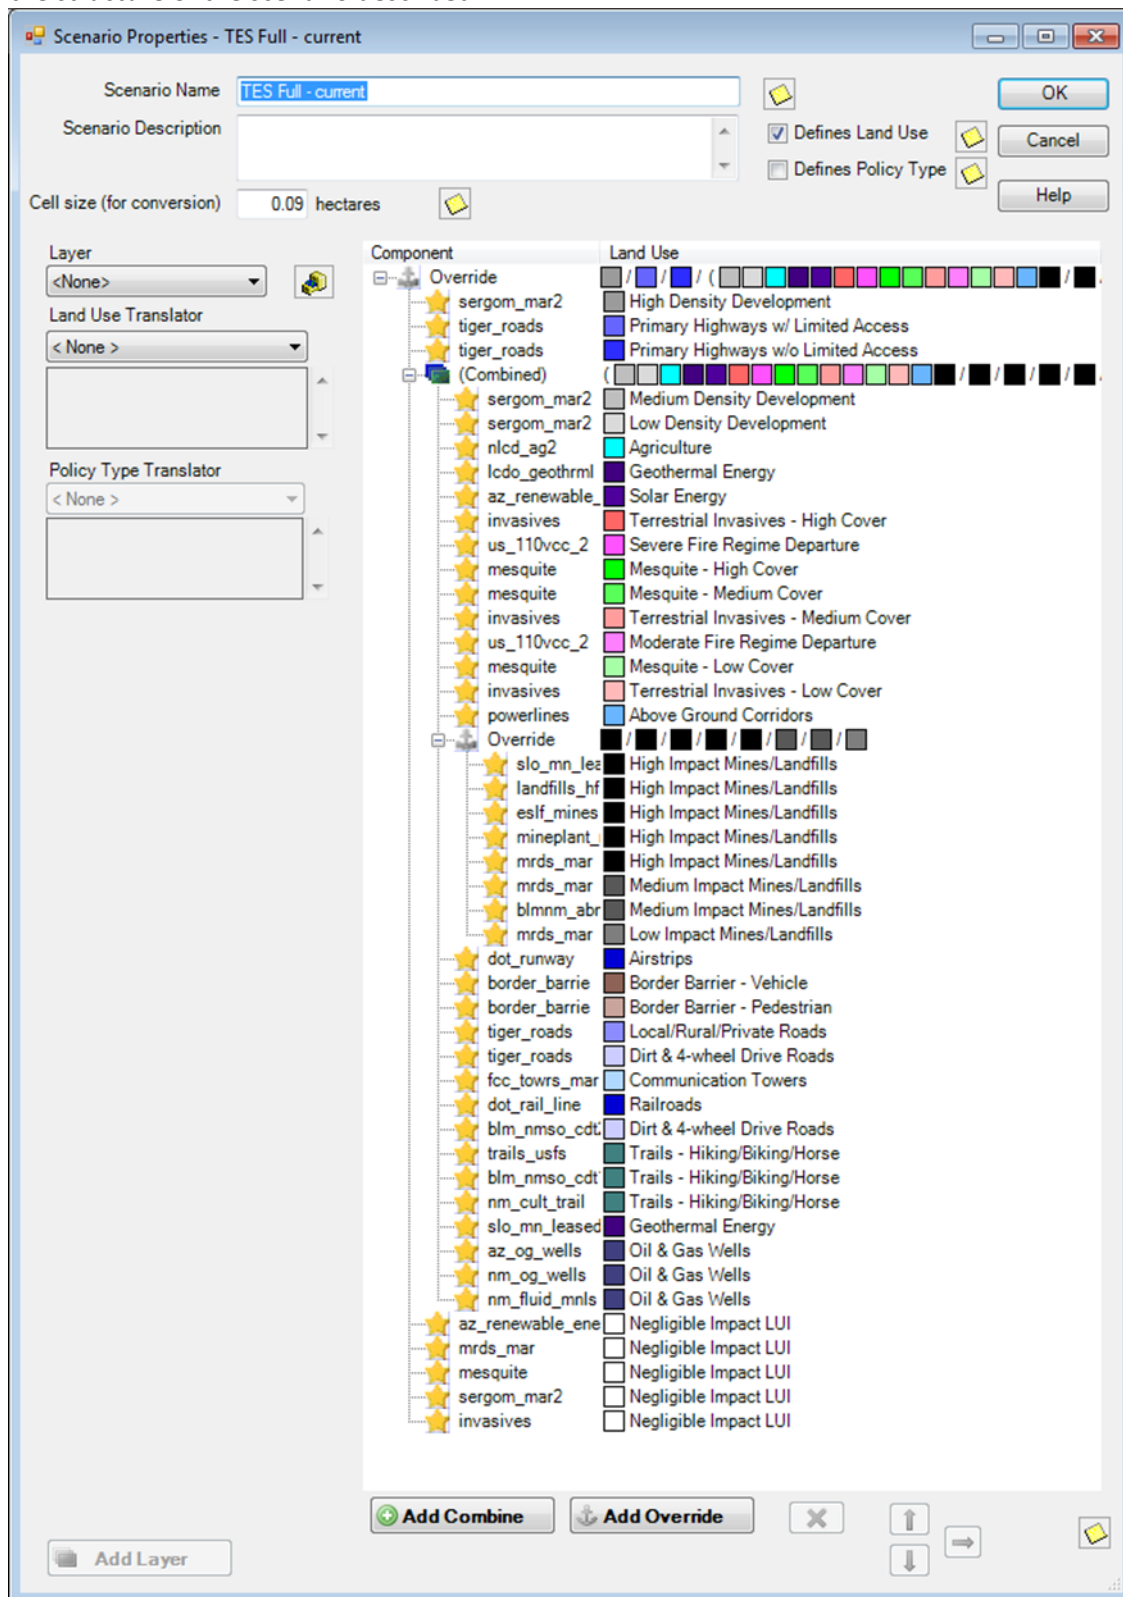 Scenario Properties - TES Full - current
Scenario Name TES Full - current
OK
Scenario Description
Defines Land Use
Cancel
Defines Policy Type
Cell size (for conversion) 0.09 hectares
Help
Layer
<None>
Land Use Translator
< None >
Policy Type Translator
< None >
Component Land Use
Override / / / (
sergom_mar2 High Density Development
tiger_roads Primary Highways w/ Limited Access
tiger_roads Primary Highways w/o Limited Access
(Combined) ( / / / /
sergom_mar2 Medium Density Development
sergom_mar2 Low Density Development
nlcd_ag2 Agriculture
lcdo_geothrml Geothermal Energy
az_renewable_ Solar Energy
invasives Terrestrial Invasives - High Cover
us_110vcc_2 Severe Fire Regime Departure
mesquite Mesquite - High Cover
mesquite Mesquite - Medium Cover
invasives Terrestrial Invasives - Medium Cover
us_110vcc_2 Moderate Fire Regime Departure
mesquite Mesquite - Low Cover
invasives Terrestrial Invasives - Low Cover
powerlines Above Ground Corridors
Override / / / / / / /
slo_mn_lea High Impact Mines/Landfills
landfills_hf High Impact Mines/Landfills
eslf_mines High Impact Mines/Landfills
mineplant_ High Impact Mines/Landfills
mrds_mar High Impact Mines/Landfills
mrds_mar Medium Impact Mines/Landfills
blmnm_abr Medium Impact Mines/Landfills
mrds_mar Low Impact Mines/Landfills
dot_runway Airstrips
border_barrie Border Barrier - Vehicle
border_barrie Border Barrier - Pedestrian
tiger_roads Local/Rural/Private Roads
tiger_roads Dirt & 4-wheel Drive Roads
fcc_towrs_mar Communication Towers
dot_rail_line Railroads
blm_nmso_cdt Dirt & 4-wheel Drive Roads
trails_usfs Trails - Hiking/Biking/Horse
blm_nmso_cdt Trails - Hiking/Biking/Horse
nm_cult_trail Trails - Hiking/Biking/Horse
slo_mn_leased Geothermal Energy
az_og_wells Oil & Gas Wells
nm_og_wells Oil & Gas Wells
nm_fluid_mnls Oil & Gas Wells
az_renewable_ene Negligible Impact LUI
mrds_mar Negligible Impact LUI
mesquite Negligible Impact LUI
sergom_mar2 Negligible Impact LUI
invasives Negligible Impact LUI
Add Combine
Add Override
Add Layer